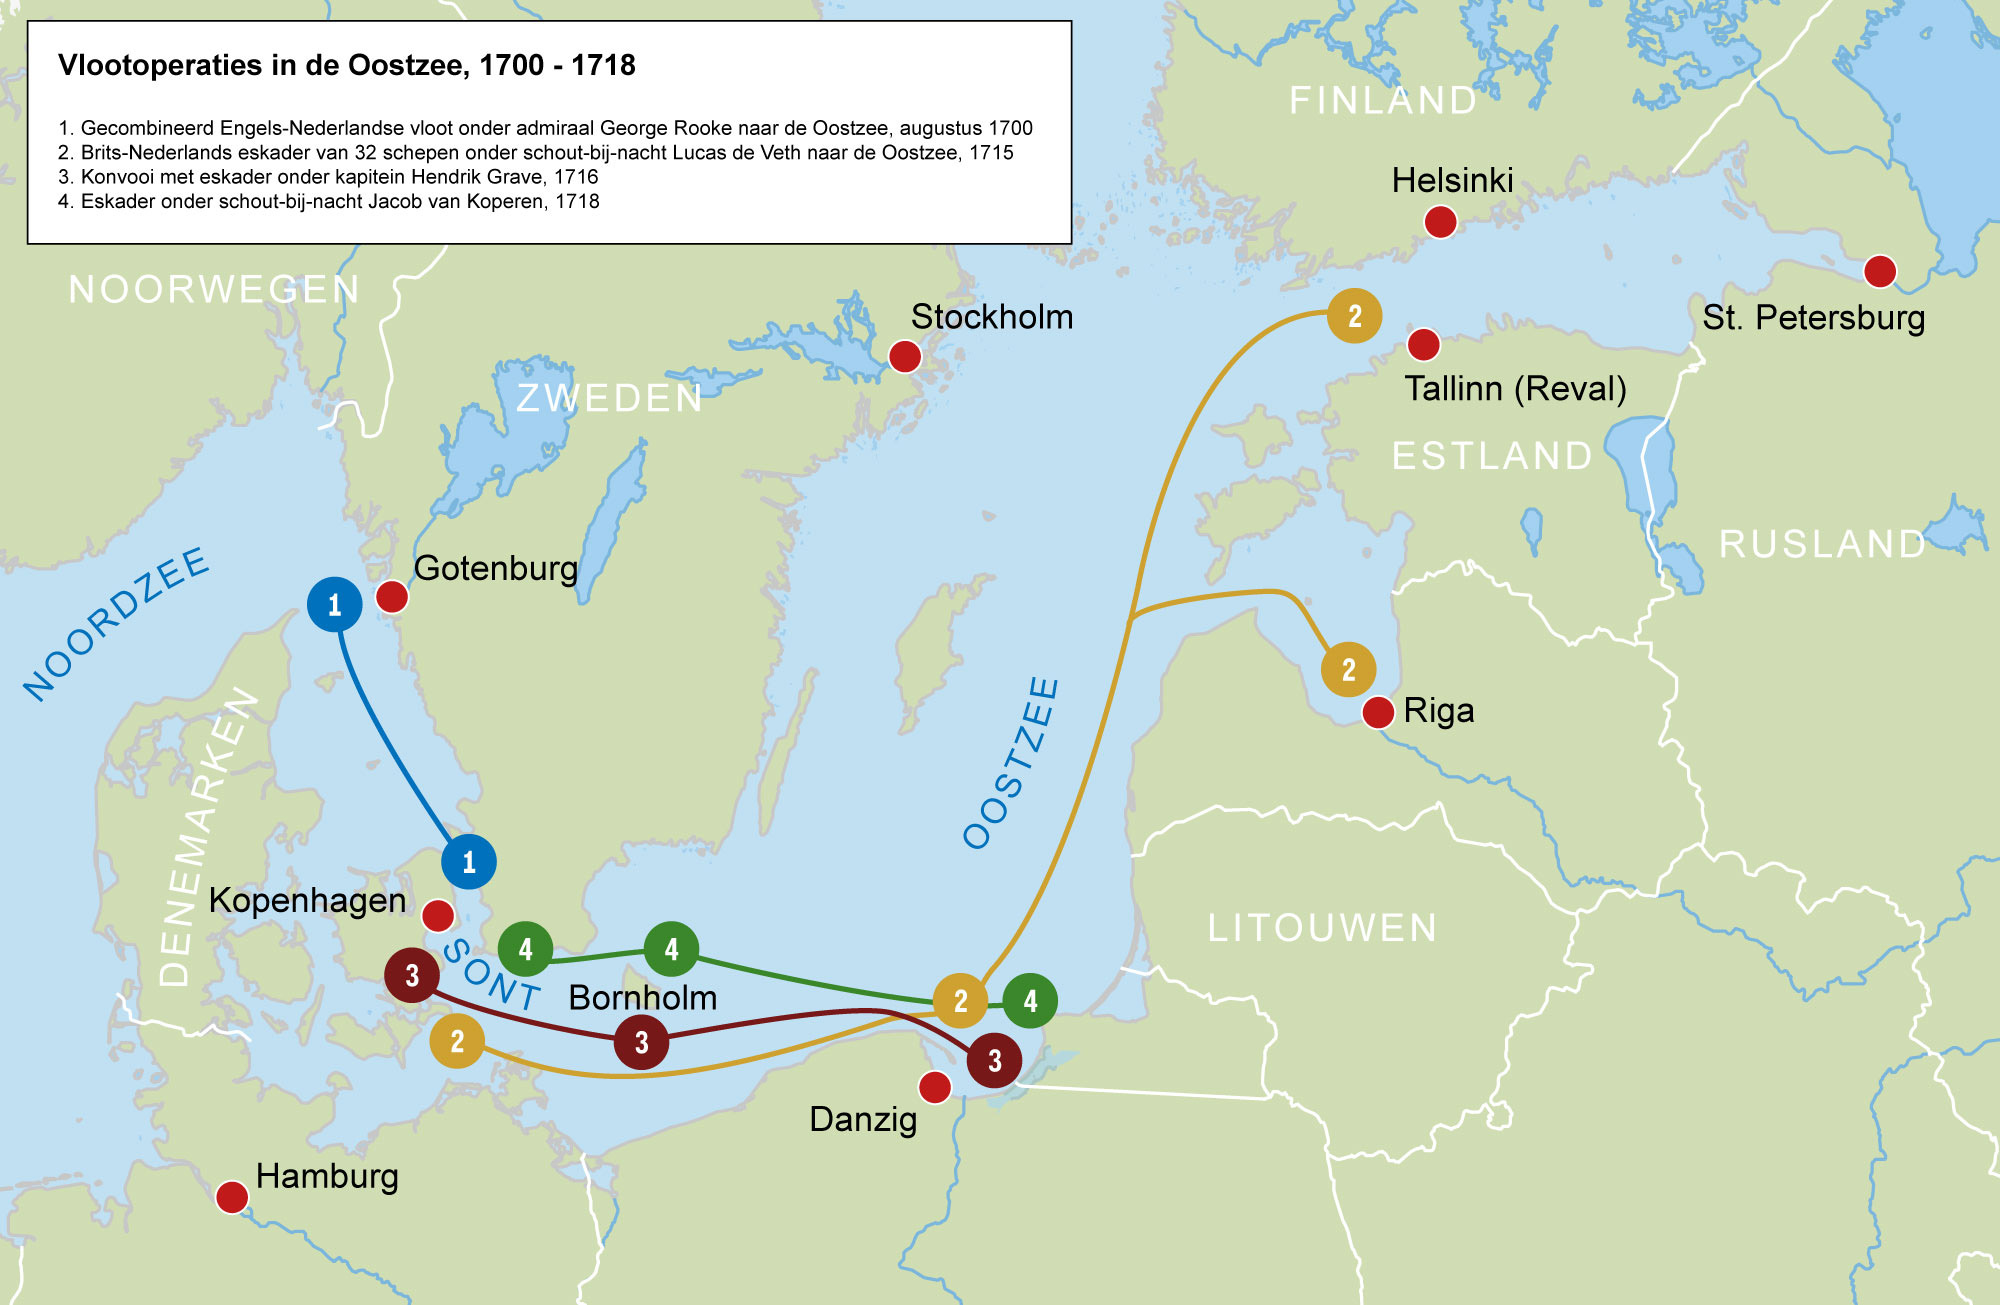 Vlootoperaties in de Oostzee, 1700 - 1718
1. Gecombineerd Engels-Nederlandse vloot onder admiraal George Rooke naar de Oostzee, augustus 1700
2. Brits-Nederlands eskader van 32 schepen onder schout-bij-nacht Lucas de Veth naar de Oostzee, 1715
3. Konvooi met eskader onder kapitein Hendrik Grave, 1716
4. Eskader onder schout-bij-nacht Jacob van Koperen, 1718
FINLAND
Helsinki
NOORWEGEN
Stockholm
2
St. Petersburg
ZWEDEN
Tallinn (Reval)
ESTLAND
RUSLAND
NOORDZEE
Gotenburg
1
2
Riga
OOSTZEE
DENEMARKEN
1
Kopenhagen
LITOUWEN
SONT
4
4
3
Bornholm
2
4
2
3
3
Danzig
Hamburg